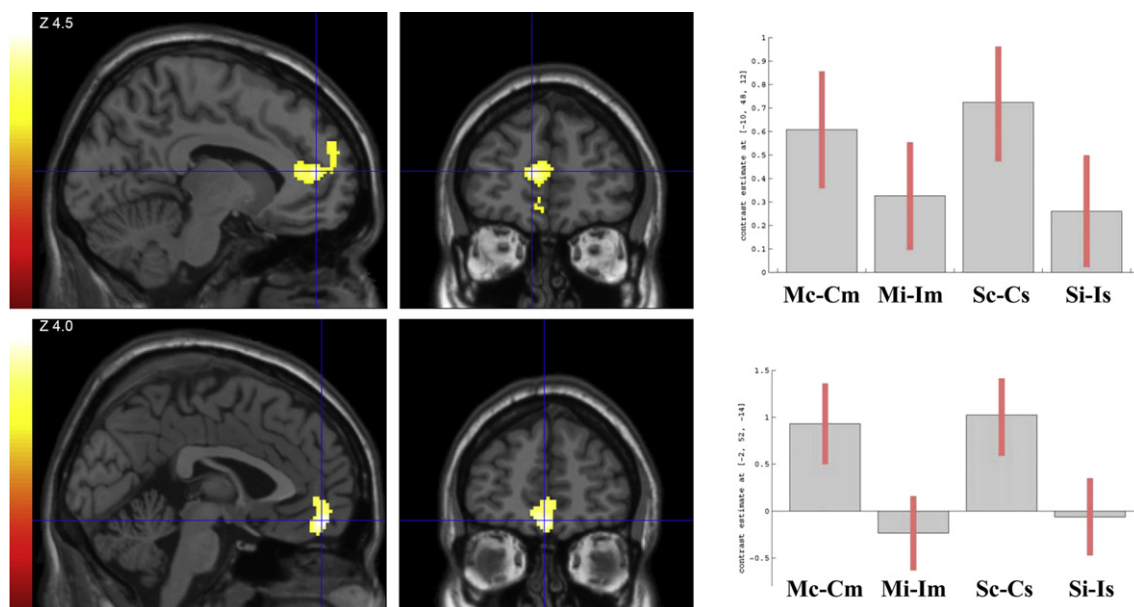 Z 4.5
contrast estimate at [-10, 48, 12]
1
0.9
0.8
0.7
0.6
0.5
0.4
0.3
0.2
0.1
0
Mc-Cm Mi-Im Sc-Cs Si-Is
Z 4.0
contrast estimate at [-2, 52, -14]
1.5
1
0.5
0
-0.5
Mc-Cm Mi-Im Sc-Cs Si-Is